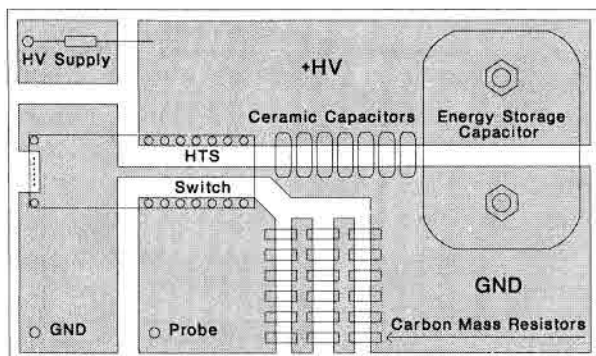 HV Supply
+HV
Ceramic Capacitors
Energy Storage
Capacitor
HTS
Switch
GND
GND
Probe
Carbon Mass Resistors